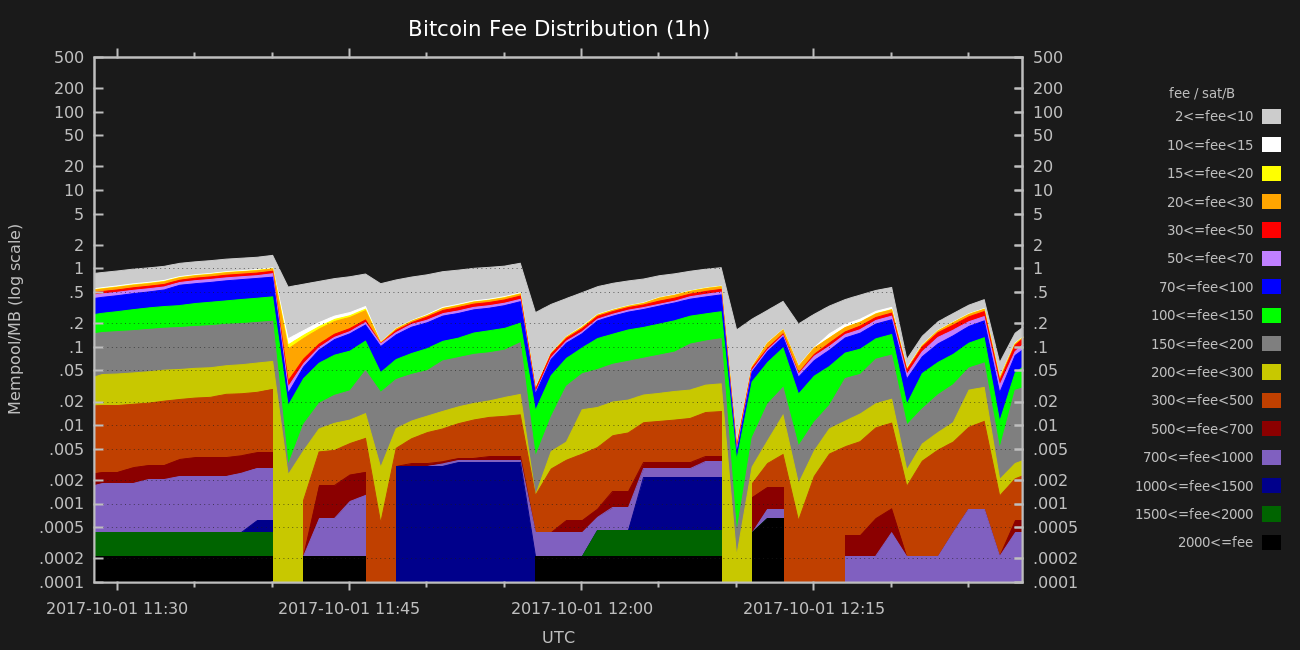 Bitcoin Fee Distribution (1h)
500
200
100
50
20
10
5
2
1
.5
.2
.1
.05
.02
.01
.005
.002
.001
.0005
.0002
.0001
Mempool/MB (log scale)
500
200
100
50
20
10
5
2
1
.5
.2
.1
.05
.02
.01
.005
.002
.001
.0005
.0002
.0001
2017-10-01 11:30
2017-10-01 11:45
2017-10-01 12:00
2017-10-01 12:15
UTC
fee / sat/B
2<=fee<10
10<=fee<15
15<=fee<20
20<=fee<30
30<=fee<50
50<=fee<70
70<=fee<100
100<=fee<150
150<=fee<200
200<=fee<300
300<=fee<500
500<=fee<700
700<=fee<1000
1000<=fee<1500
1500<=fee<2000
2000<=fee